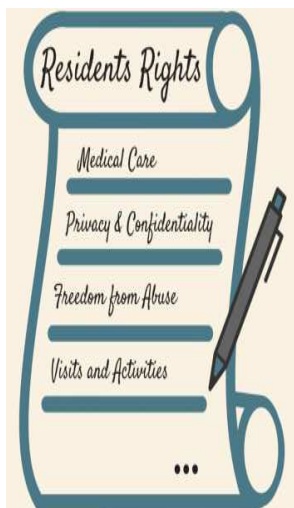 Residents Rights
Medical Care
Privacy & Confidentiality
Freedom from Abuse
Visits and Activities
...